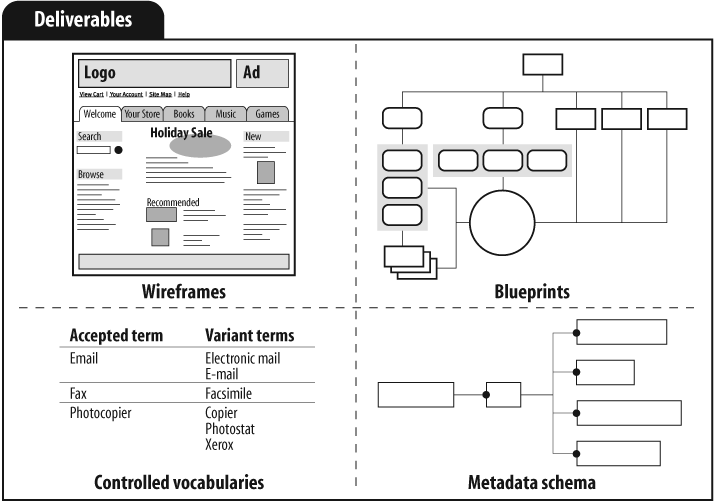 Deliverables
Logo
Ad
View Cart | Your Account | Site Map | Help
Welcome Your Store Books Music Games
Search
Holiday Sale
New
Browse
Recommended
Wireframes
Blueprints
Accepted term Variant terms
Email Electronic mail
E-mail
Fax Facsimile
Photocopier Copier
Photostat
Xerox
Controlled vocabularies
Metadata schema